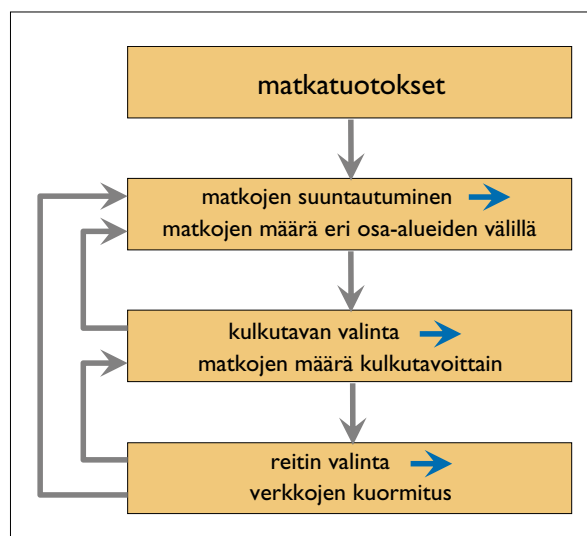 matkatuotokset
matkojen suuntautuminen
matkojen määrä eri osa-alueiden välillä
kulkutavan valinta
matkojen määrä kulkutavoittain
reitin valinta
verkkojen kuormitus